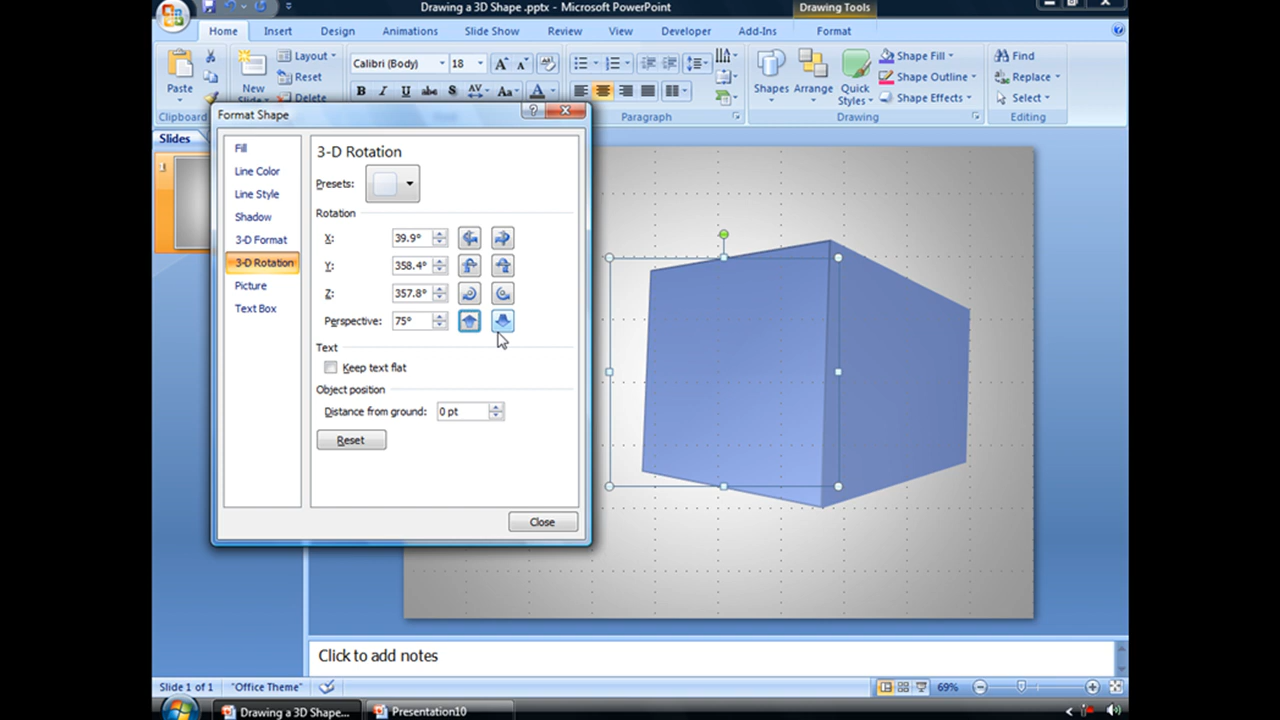 Drawing a 3D Shape .pptx - Microsoft PowerPoint
Drawing Tools
Home Insert Design Animations Slide Show Review View Developer Add-Ins Format
Paste
Clipboard
New
Layout
Reset
Delete
Calibri (Body) 18
B I U abc S AV Aa A
Paragraph
Shapes
Arrange
Quick
Styles
Shape Fill
Shape Outline
Shape Effects
Drawing
Find
Replace
Select
Editing
Slides
1
Format Shape
Fill
Line Color
Line Style
Shadow
3-D Format
3-D Rotation
Picture
Text Box
3-D Rotation
Presets:
Rotation
X: 39.9°
Y: 358.4°
Z: 357.8°
Perspective: 75°
Text
Keep text flat
Object position
Distance from ground: 0 pt
Reset
Close
Click to add notes
Slide 1 of 1 "Office Theme" 69%
Drawing a 3D Shape... Presentation10